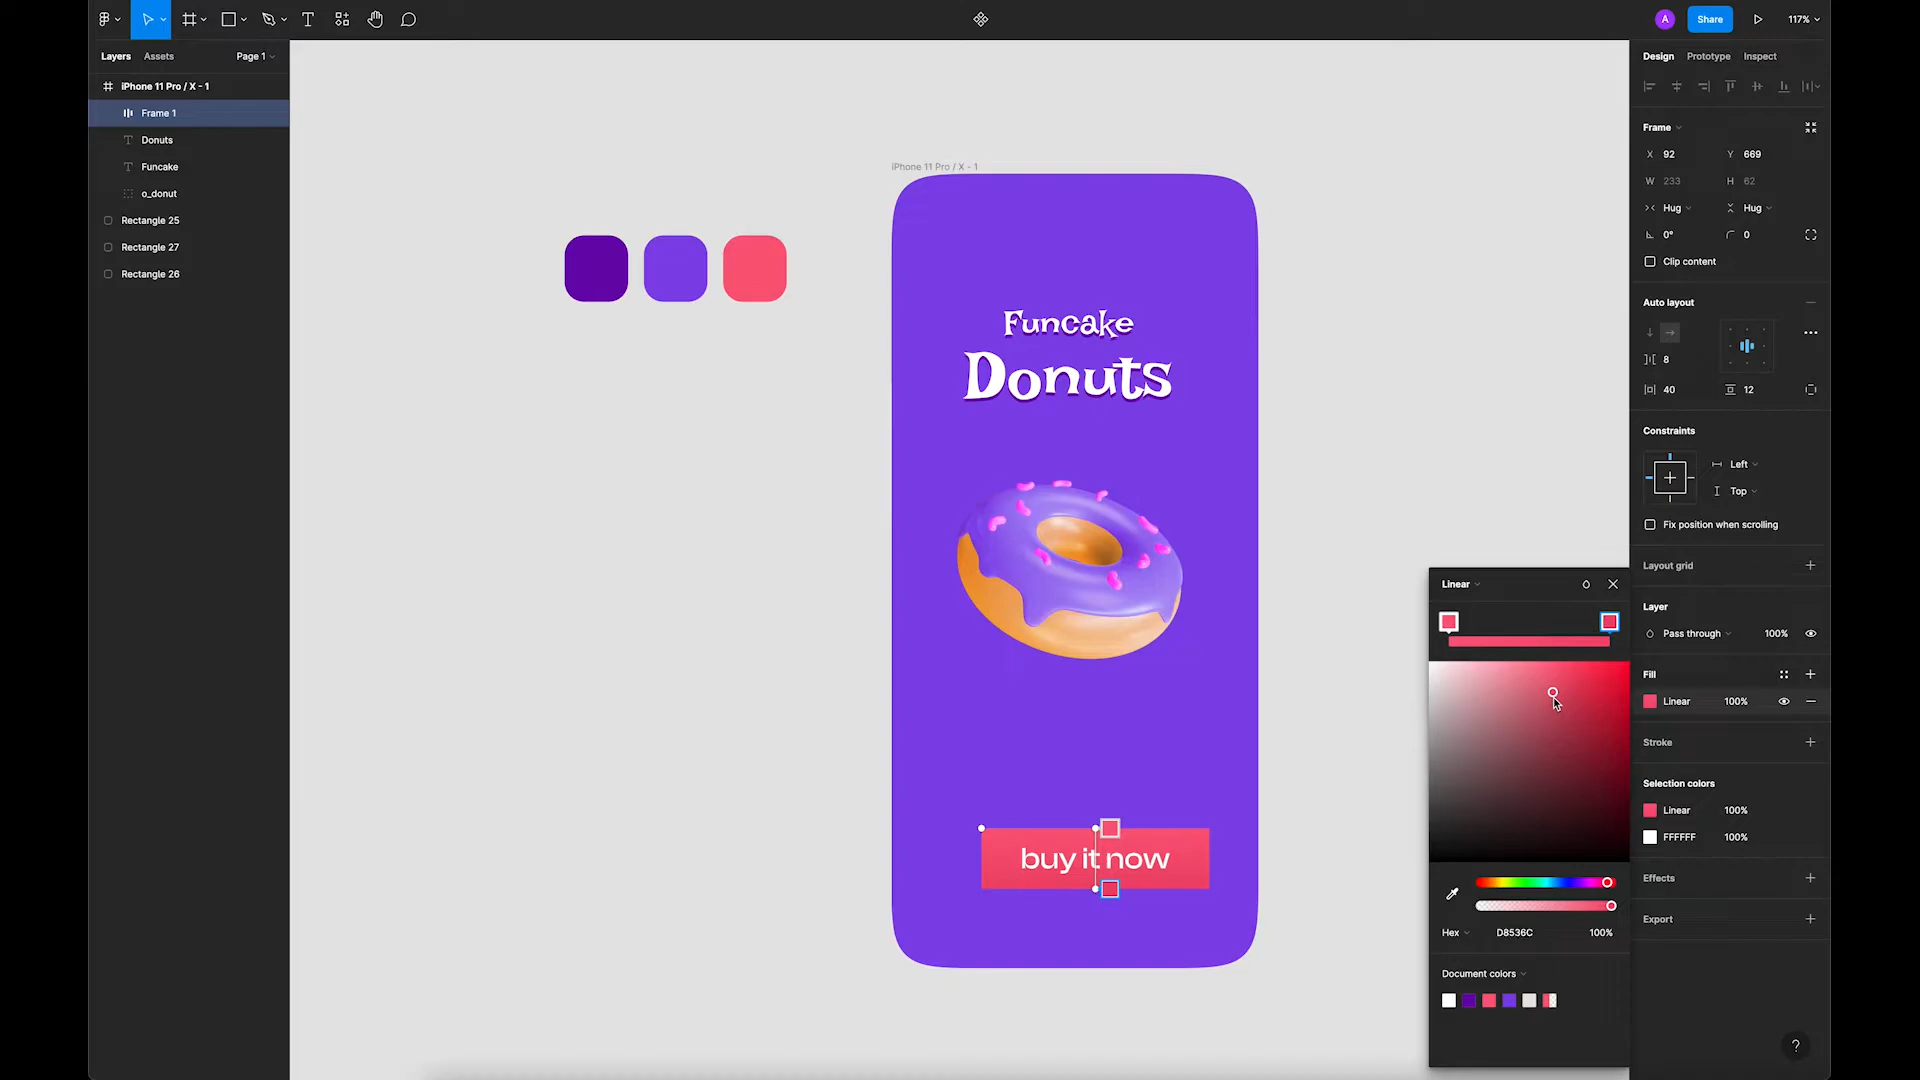 A
Share
117%
Layers
Assets
Page 1
iPhone 11 Pro / X - 1
Frame 1
Donuts
Funcake
o_donut
Rectangle 25
Rectangle 27
Rectangle 26
iPhone 11 Pro / X - 1
Funcake
Donuts
buy it now
Linear
Hex
D8536C
100%
Document colors
Design
Prototype
Inspect
Frame
X 92
Y 669
W 233
H 62
Hug
Hug
0°
0
Clip content
Auto layout
8
40
12
Constraints
Left
Top
Fix position when scrolling
Layout grid
Layer
Pass through
100%
Fill
Linear
100%
Stroke
Selection colors
Linear
100%
FFFFFF
100%
Effects
Export
?